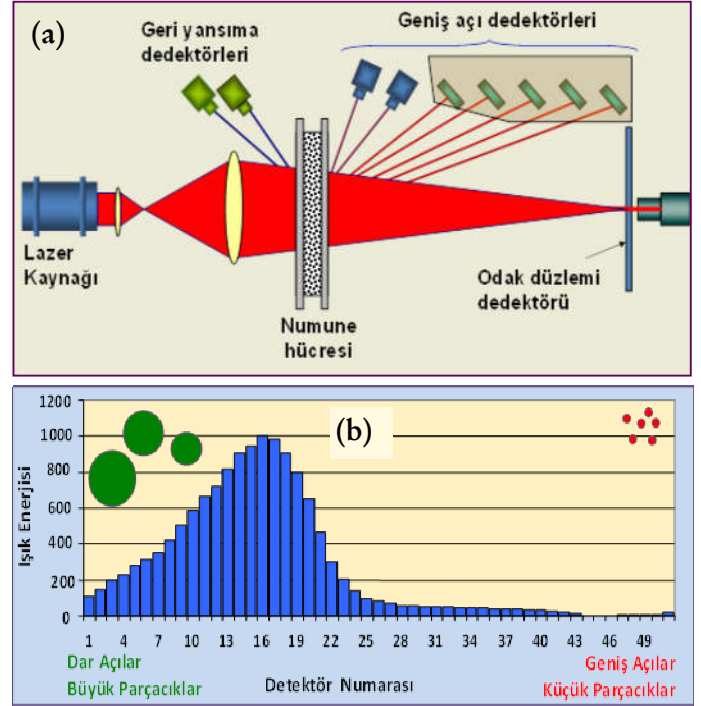 (a)
Geri yansıma
dedektörleri
Geniş açı dedektörleri
Lazer
Kaynağı
Numune
hücresi
Odak düzlemi
dedektörü
(b)
Işık Enerjisi
1200
1000
800
600
400
200
0
1 4 7 10 13 16 19 22 25 28 31 34 37 40 43 46 49
Dar Açılar
Büyük Parçacıklar
Detektör Numarası
Geniş Açılar
Küçük Parçacıklar